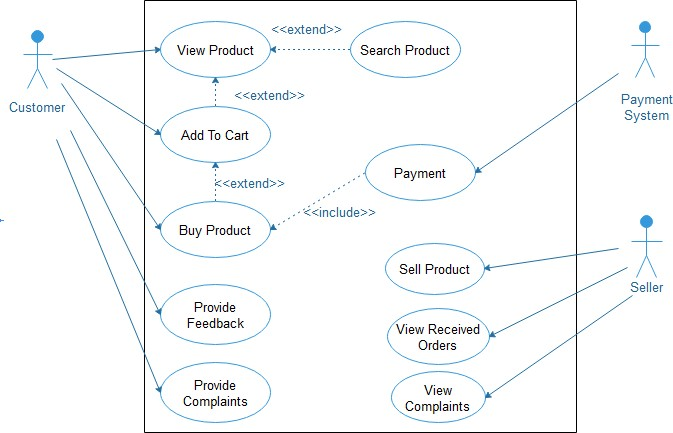 <<extend>>
View Product
Search Product
Customer
Payment
System
<<extend>>
Add To Cart
Payment
<<extend>>
<<include>>
Buy Product
Sell Product
Seller
Provide
Feedback
View Received
Orders
Provide
Complaints
View
Complaints